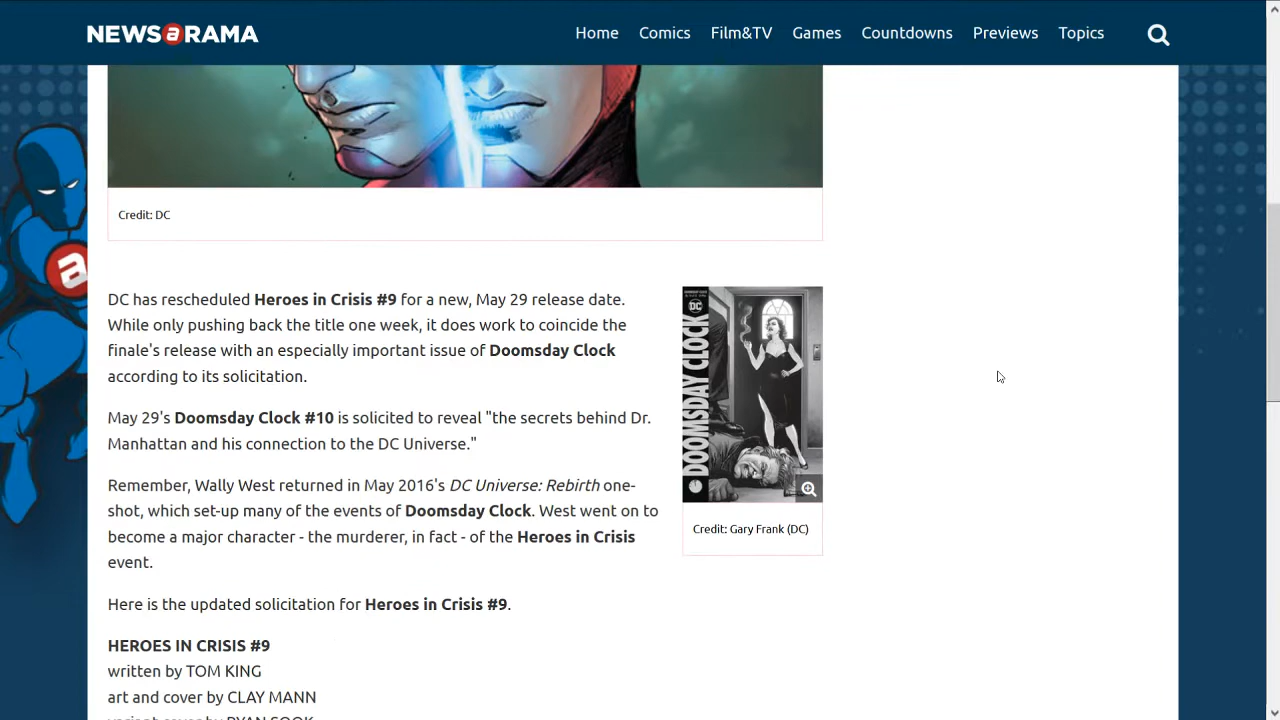 NEWSaRAMA
Home Comics Film&TV Games Countdowns Previews Topics
a
Credit: DC
DC has rescheduled Heroes in Crisis #9 for a new, May 29 release date.
While only pushing back the title one week, it does work to coincide the
finale's release with an especially important issue of Doomsday Clock
according to its solicitation.
May 29's Doomsday Clock #10 is solicited to reveal "the secrets behind Dr.
Manhattan and his connection to the DC Universe."
Remember, Wally West returned in May 2016's DC Universe: Rebirth one-
shot, which set-up many of the events of Doomsday Clock. West went on to
become a major character - the murderer, in fact - of the Heroes in Crisis
event.
Here is the updated solicitation for Heroes in Crisis #9.
HEROES IN CRISIS #9
written by TOM KING
art and cover by CLAY MANN
variant cover by RYAN SOOK
DC
DOOMSDAY CLOCK
Credit: Gary Frank (DC)